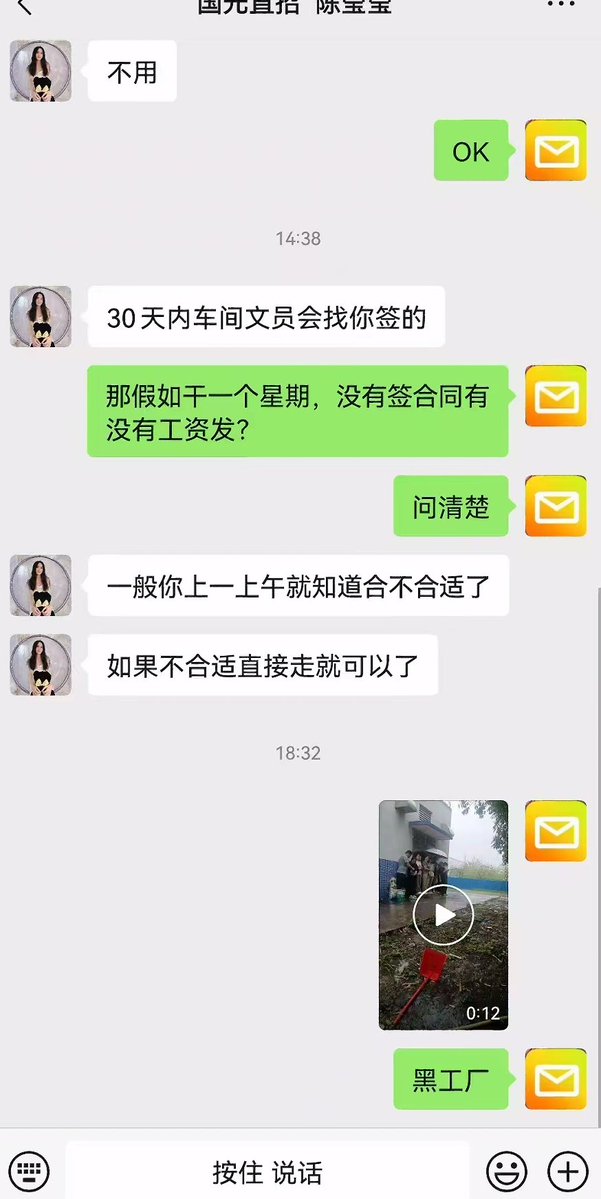 国光直招 陈莹莹
不用
OK
14:38
30天内车间文员会找你签的
那假如干一个星期，没有签合同有
没有工资发？
问清楚
一般你上一上午就知道合不合适了
如果不合适直接走就可以了
18:32
0:12
黑工厂
按住 说话